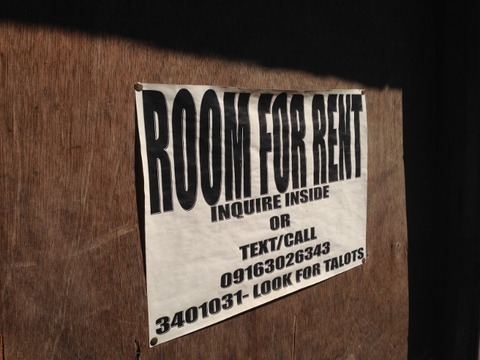 ROOM FOR RENT
INQUIRE INSIDE
OR
TEXT/CALL
09163026343
3401031- LOOK FOR TALOTS